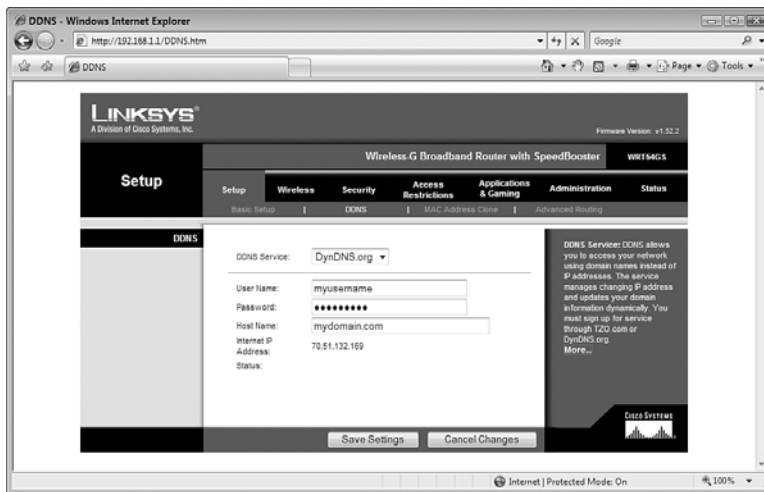 DDNS - Windows Internet Explorer
http://192.168.1.1/DDNS.htm
Google
DDNS
Page
Tools
LINKSYS®
A Division of Cisco Systems, Inc.
Firmware Version: v1.52.2
Wireless-G Broadband Router with SpeedBooster
WRT54GS
Setup
Setup
Wireless
Security
Access Restrictions
Applications & Gaming
Administration
Status
Basic Setup | DDNS | MAC Address Clone | Advanced Routing
DDNS
DDNS Service: DynDNS.org
User Name: myusername
Password: •••••••••
Host Name: mydomain.com
Internet IP
Address: 70.51.132.169
Status:
DDNS Service: DDNS allows
you to access your network
using domain names instead of
IP addresses. The service
manages changing IP address
and updates your domain
information dynamically. You
must sign up for service
through TZO.com or
DynDNS.org.
More...
CISCO SYSTEMS
Save Settings
Cancel Changes
Internet | Protected Mode: On
100%